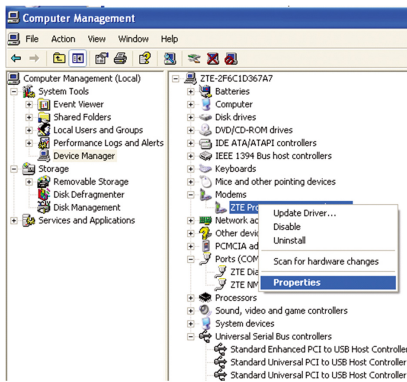 Computer Management
File Action View Window Help
Computer Management (Local)
System Tools
Event Viewer
Shared Folders
Local Users and Groups
Performance Logs and Alerts
Device Manager
Storage
Removable Storage
Disk Defragmenter
Disk Management
Services and Applications
ZTE-2F6C1D367A7
Batteries
Computer
Disk drives
DVD/CD-ROM drives
IDE ATA/ATAPI controllers
IEEE 1394 Bus host controllers
Keyboards
Mice and other pointing devices
Modems
ZTE Pro
Network ad
Other devic
PCMCIA ad
Ports (COM
ZTE Dia
ZTE NM
Processors
Sound, video and game controllers
System devices
Universal Serial Bus controllers
Standard Enhanced PCI to USB Host Controller
Standard Universal PCI to USB Host Controller
Standard Universal PCI to USB Host Controller
Update Driver...
Disable
Uninstall
Scan for hardware changes
Properties